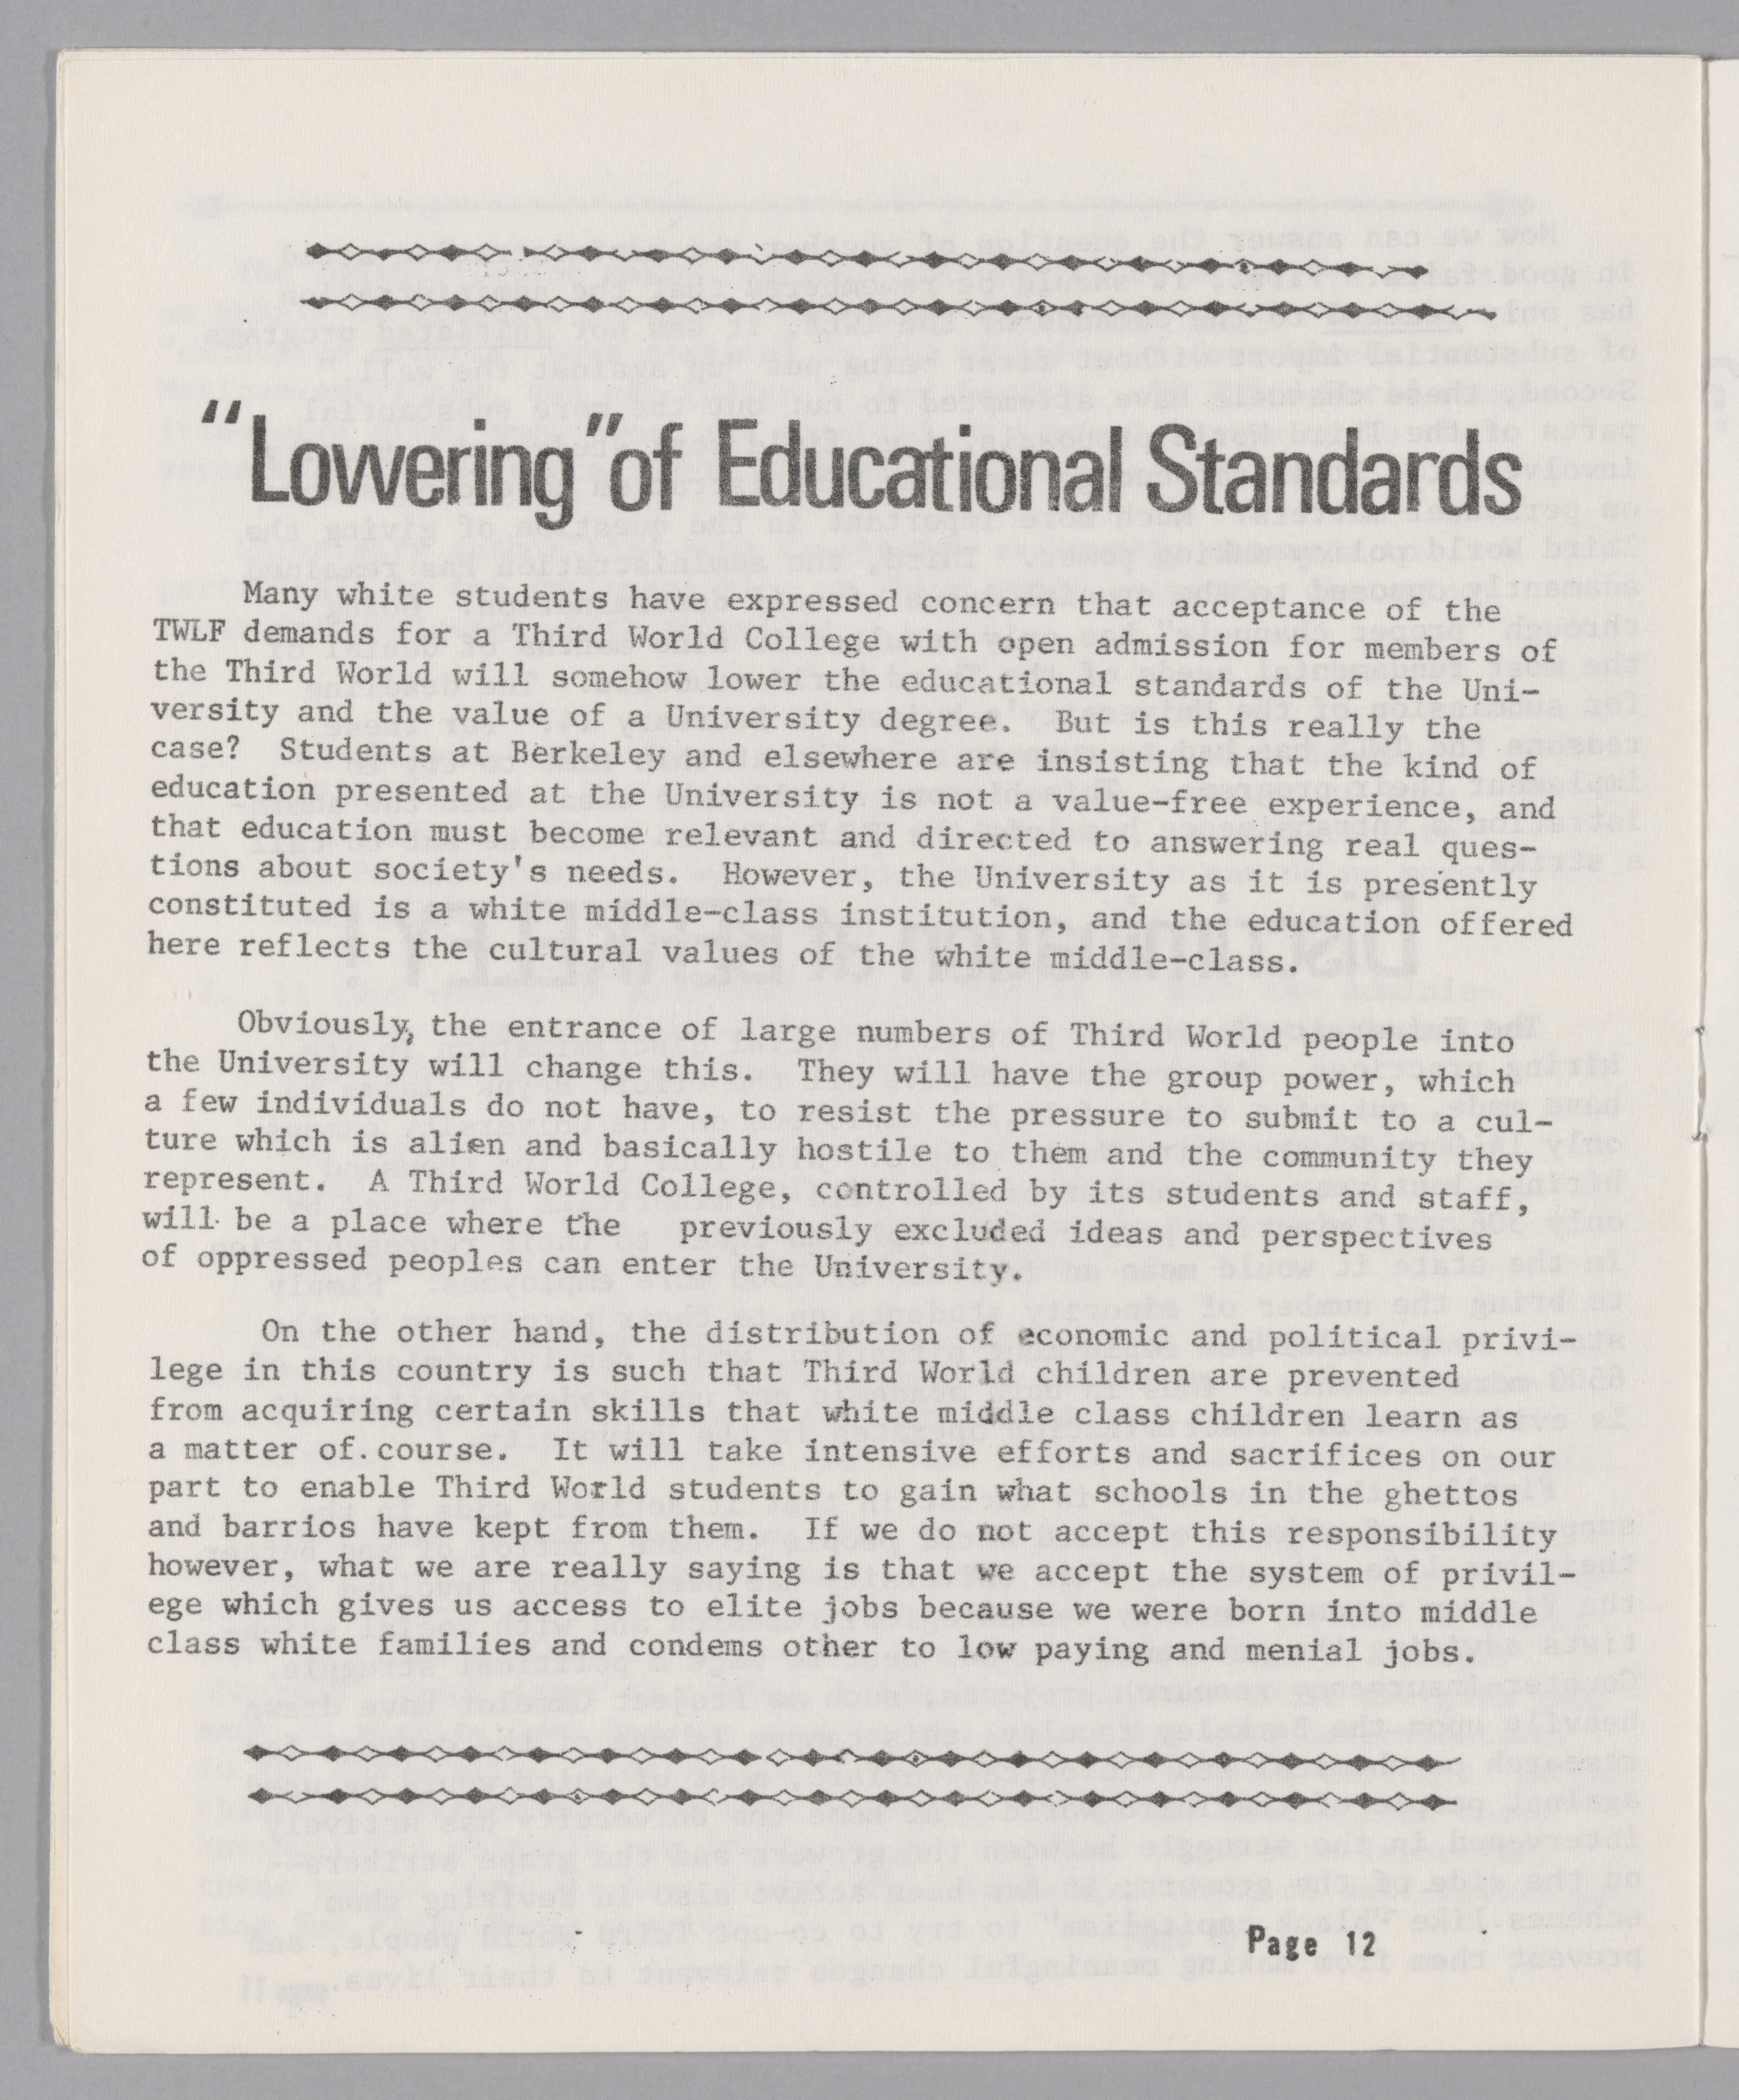 “Lowering” of Educational Standards
Many white students have expressed concern that acceptance of the
TWLF demands for a Third World College with open admission for members of
the Third World will somehow lower the educational standards of the Uni-
versity and the value of a University degree. But is this really the
case? Students at Berkeley and elsewhere are insisting that the kind of
education presented at the University is not a value-free experience, and
that education must become relevant and directed to answering real ques-
tions about society's needs. However, the University as it is presently
constituted is a white middle-class institution, and the education offered
here reflects the cultural values of the white middle-class.
Obviously, the entrance of large numbers of Third World people into
the University will change this. They will have the group power, which
a few individuals do not have, to resist the pressure to submit to a cul-
ture which is alien and basically hostile to them and the community they
represent. A Third World College, controlled by its students and staff,
will be a place where the previously excluded ideas and perspectives
of oppressed peoples can enter the University.
On the other hand, the distribution of economic and political privi-
lege in this country is such that Third World children are prevented
from acquiring certain skills that white middle class children learn as
a matter of course. It will take intensive efforts and sacrifices on our
part to enable Third World students to gain what schools in the ghettos
and barrios have kept from them. If we do not accept this responsibility
however, what we are really saying is that we accept the system of privil-
ege which gives us access to elite jobs because we were born into middle
class white families and condems other to low paying and menial jobs.
Page 12